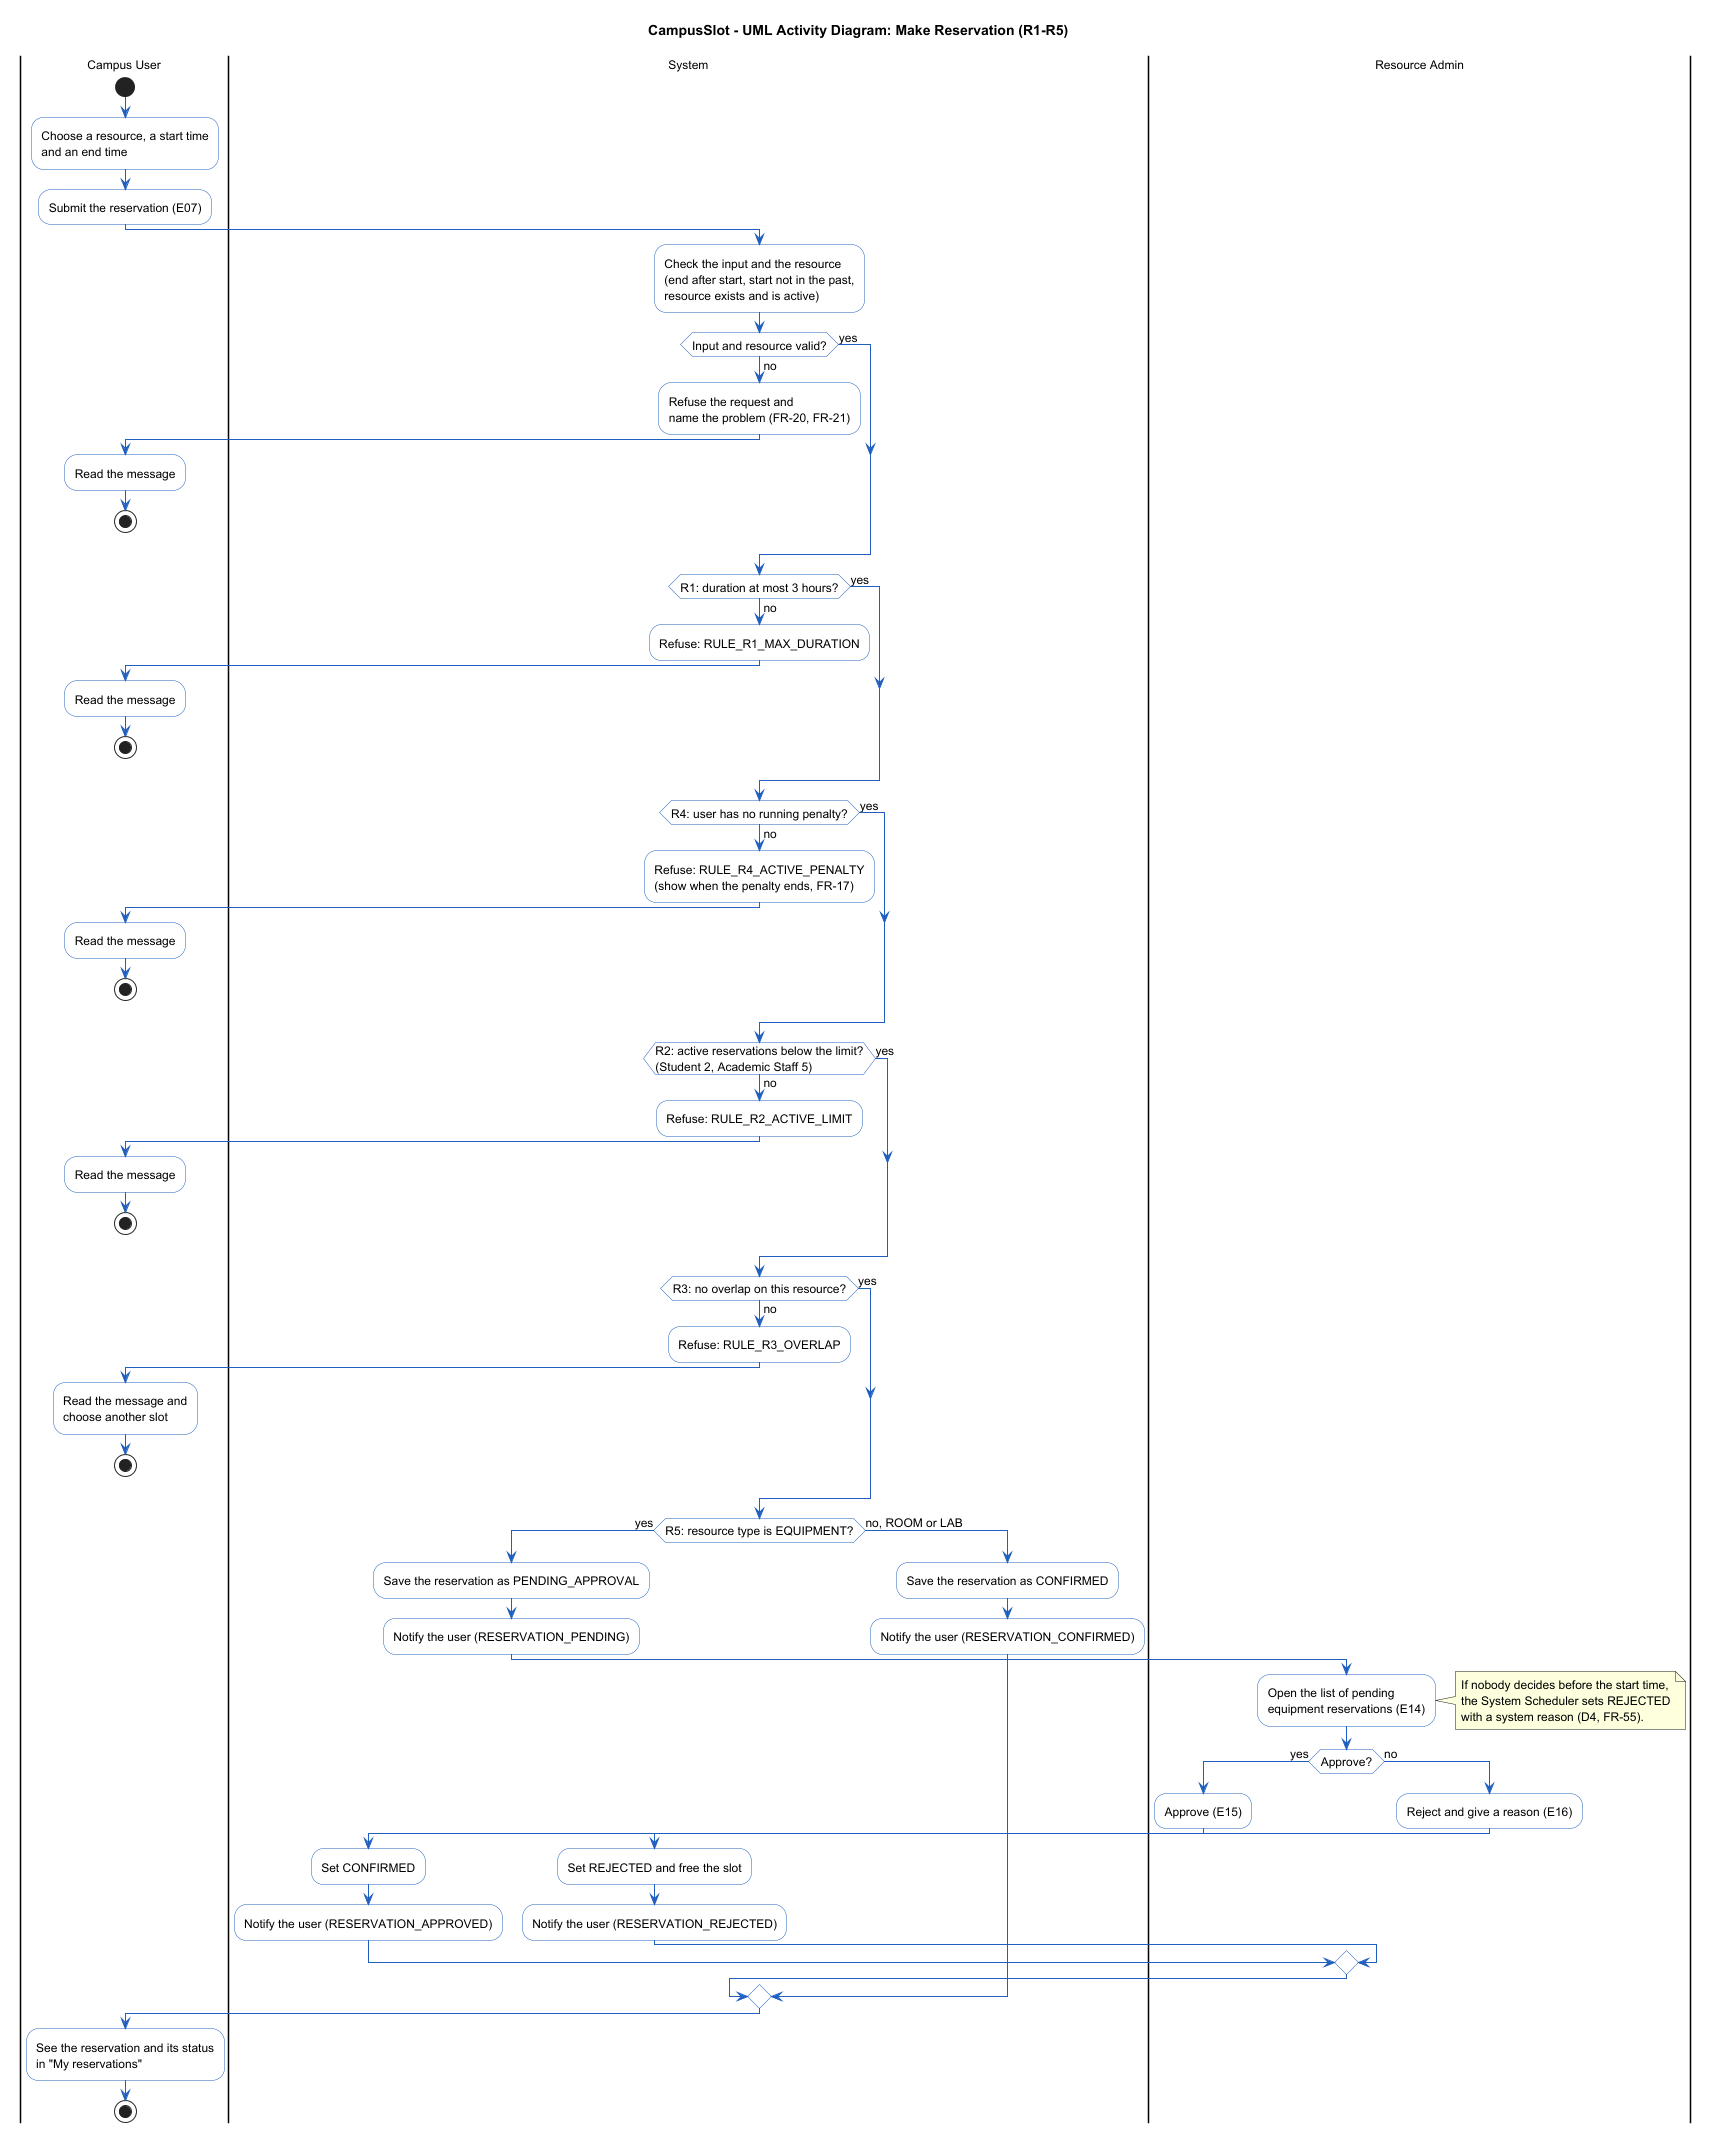 CampusSlot - UML Activity Diagram: Make Reservation (R1-R5)
Campus User
System
Resource Admin
Choose a resource, a start time
and an end time
Submit the reservation (E07)
Check the input and the resource
(end after start, start not in the past,
resource exists and is active)
Input and resource valid?
yes
no
Refuse the request and
name the problem (FR-20, FR-21)
Read the message
R1: duration at most 3 hours?
yes
no
Refuse: RULE_R1_MAX_DURATION
Read the message
R4: user has no running penalty?
yes
no
Refuse: RULE_R4_ACTIVE_PENALTY
(show when the penalty ends, FR-17)
Read the message
R2: active reservations below the limit?
(Student 2, Academic Staff 5)
yes
no
Refuse: RULE_R2_ACTIVE_LIMIT
Read the message
R3: no overlap on this resource?
yes
no
Refuse: RULE_R3_OVERLAP
Read the message and
choose another slot
yes
R5: resource type is EQUIPMENT?
no, ROOM or LAB
Save the reservation as PENDING_APPROVAL
Save the reservation as CONFIRMED
Notify the user (RESERVATION_PENDING)
Notify the user (RESERVATION_CONFIRMED)
Open the list of pending
equipment reservations (E14)
If nobody decides before the start time,
the System Scheduler sets REJECTED
with a system reason (D4, FR-55).
yes
Approve?
no
Approve (E15)
Reject and give a reason (E16)
Set CONFIRMED
Set REJECTED and free the slot
Notify the user (RESERVATION_APPROVED)
Notify the user (RESERVATION_REJECTED)
See the reservation and its status
in "My reservations"